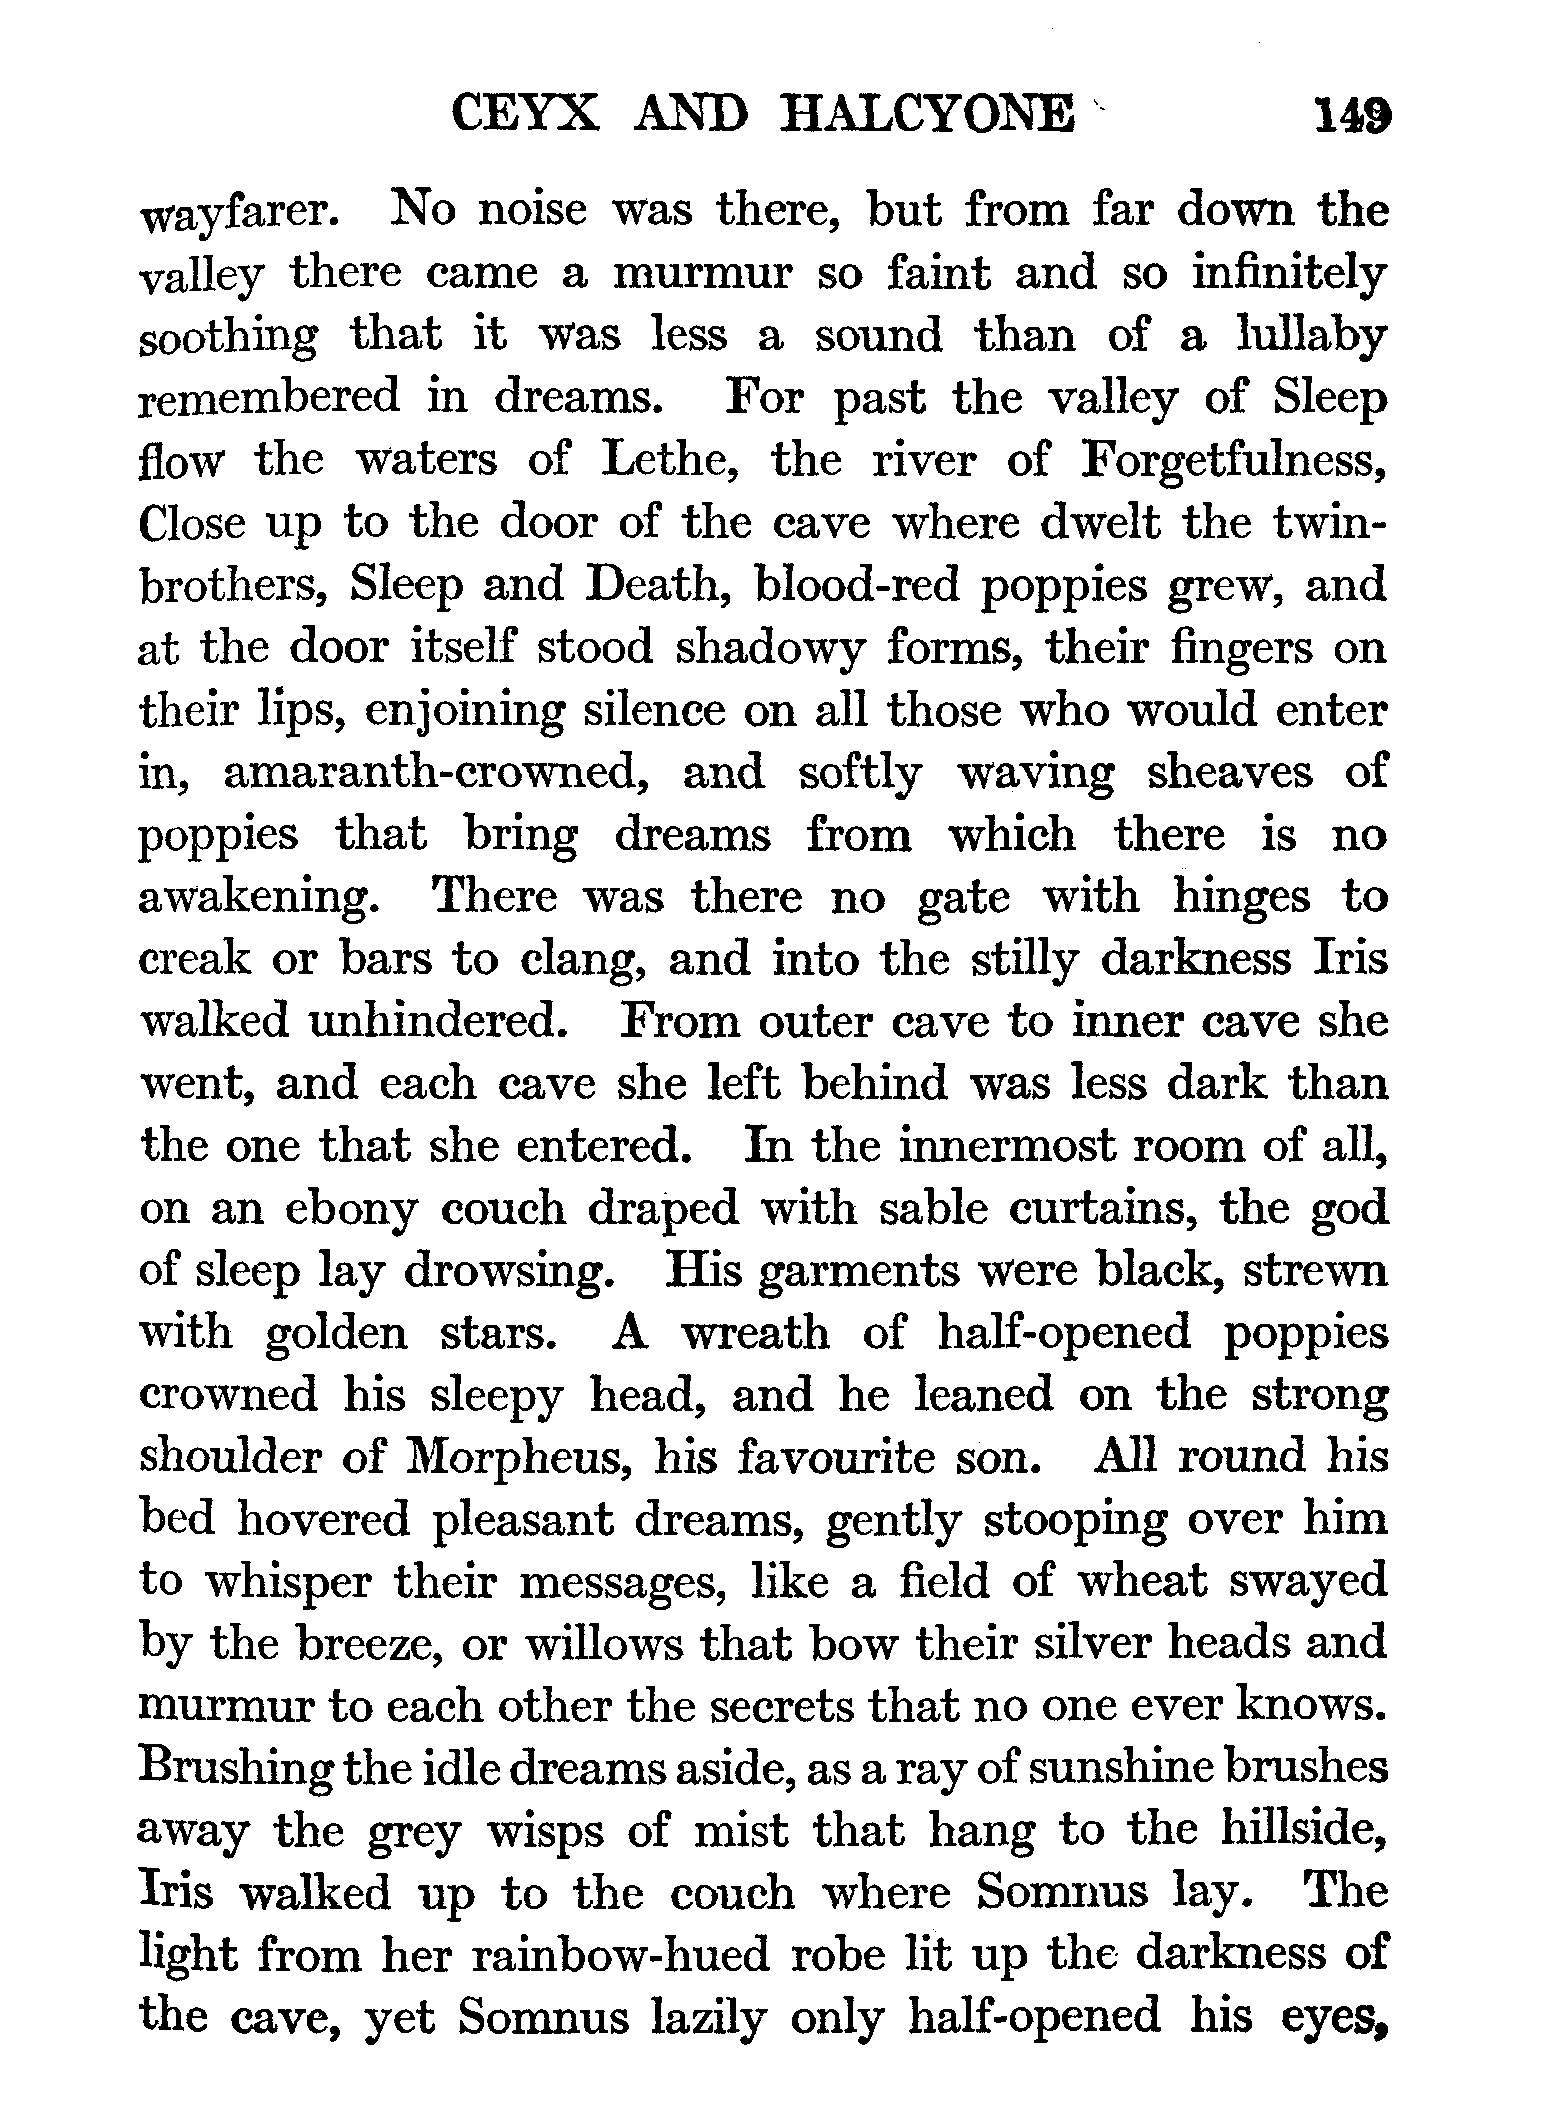 CEYX AND HALCYONE 149
wayfarer. No noise was there, but from far down the
valley there came a murmur so faint and so infinitely
soothing that it was less a sound than of a lullaby
remembered in dreams. For past the valley of Sleep
flow the waters of Lethe, the river of Forgetfulness,
Close up to the door of the cave where dwelt the twin-
brothers, Sleep and Death, blood-red poppies grew, and
at the door itself stood shadowy forms, their fingers on
their lips, enjoining silence on all those who would enter
in, amaranth-crowned, and softly waving sheaves of
poppies that bring dreams from which there is no
awakening. There was there no gate with hinges to
creak or bars to clang, and into the stilly darkness Iris
walked unhindered. From outer cave to inner cave she
went, and each cave she left behind was less dark than
the one that she entered. In the innermost room of all,
on an ebony couch draped with sable curtains, the god
of sleep lay drowsing. His garments were black, strewn
with golden stars. A wreath of half-opened poppies
crowned his sleepy head, and he leaned on the strong
shoulder of Morpheus, his favourite son. All round his
bed hovered pleasant dreams, gently stooping over him
to whisper their messages, like a field of wheat swayed
by the breeze, or willows that bow their silver heads and
murmur to each other the secrets that no one ever knows.
Brushing the idle dreams aside, as a ray of sunshine brushes
away the grey wisps of mist that hang to the hillside,
Iris walked up to the couch where Somnus lay. The
light from her rainbow-hued robe lit up the darkness of
the cave, yet Somnus lazily only half-opened his eyes,